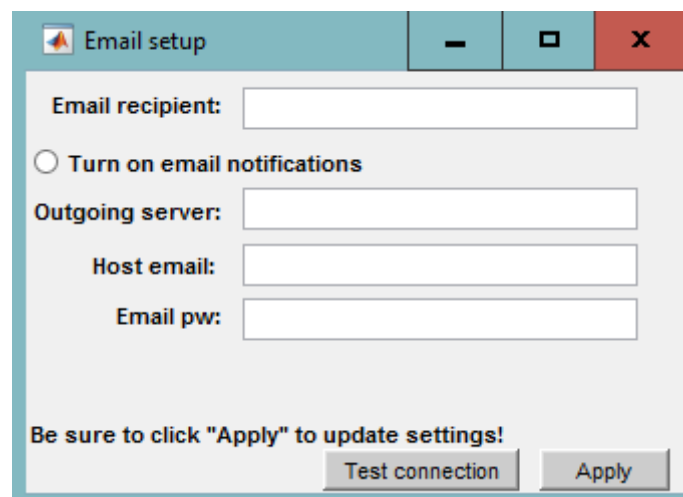 Email setup
Email recipient:
Turn on email notifications
Outgoing server:
Host email:
Email pw:
Be sure to click "Apply" to update settings!
Test connection Apply